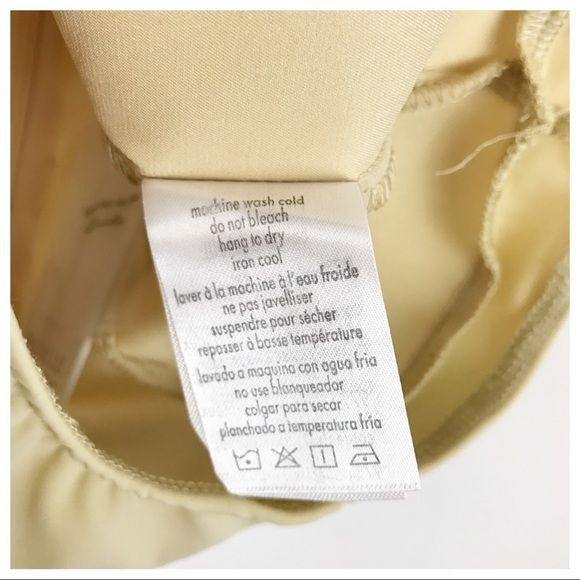 machine wash cold
do not bleach
hang to dry
iron cool
laver à la machine à l'eau froide
ne pas javelliser
suspendre pour sécher
repasser à basse température
lavado a maquina con agua fria
no use blanqueador
colgar para secar
planchado a temperatura fria